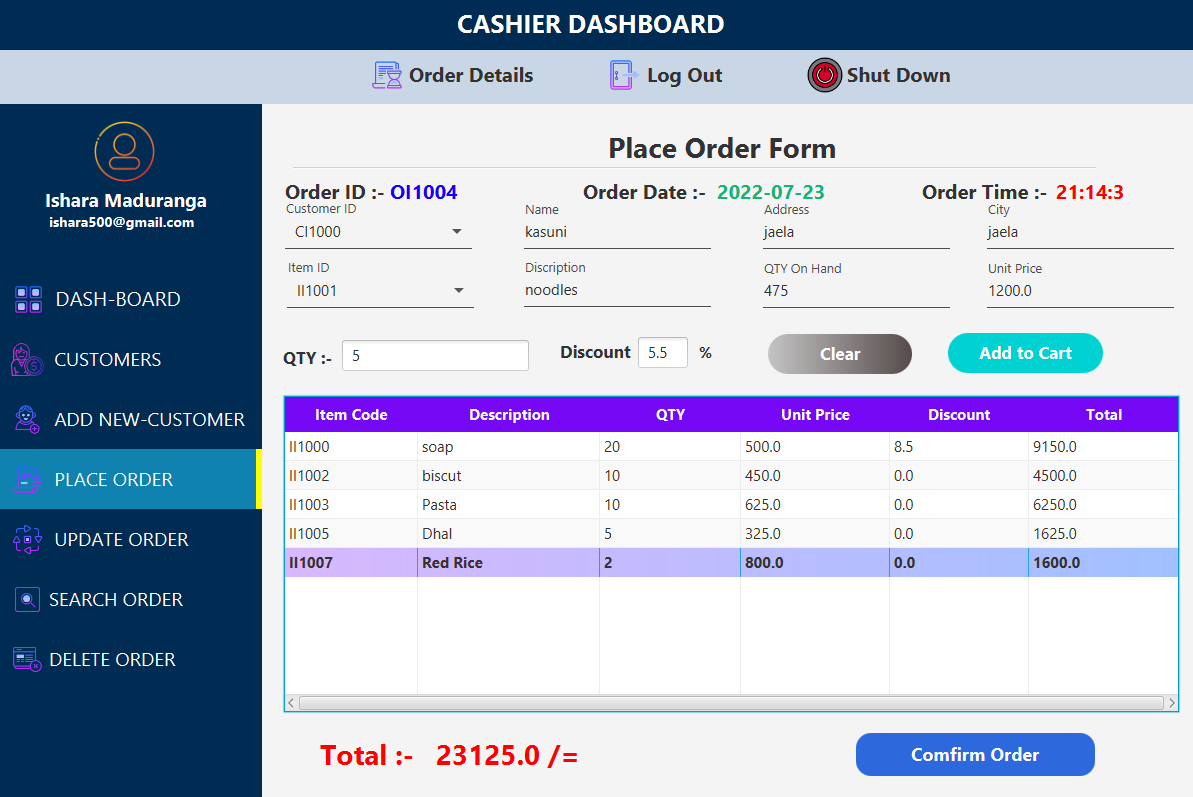 CASHIER DASHBOARD
Order Details Log Out Shut Down
Ishara Maduranga
ishara500@gmail.com
DASH-BOARD
CUSTOMERS
ADD NEW-CUSTOMER
PLACE ORDER
UPDATE ORDER
SEARCH ORDER
DELETE ORDER
Place Order Form
Order ID :- OI1004 Order Date :- 2022-07-23 Order Time :- 21:14:3
Customer ID Name Address City
CI1000 kasuni jaela jaela
Item ID Discription QTY On Hand Unit Price
II1001 noodles 475 1200.0
QTY :- 5 Discount 5.5 % Clear Add to Cart
Item Code Description QTY Unit Price Discount Total
II1000 soap 20 500.0 8.5 9150.0
II1002 biscut 10 450.0 0.0 4500.0
II1003 Pasta 10 625.0 0.0 6250.0
II1005 Dhal 5 325.0 0.0 1625.0
II1007 Red Rice 2 800.0 0.0 1600.0
Total :- 23125.0 /= Comfirm Order